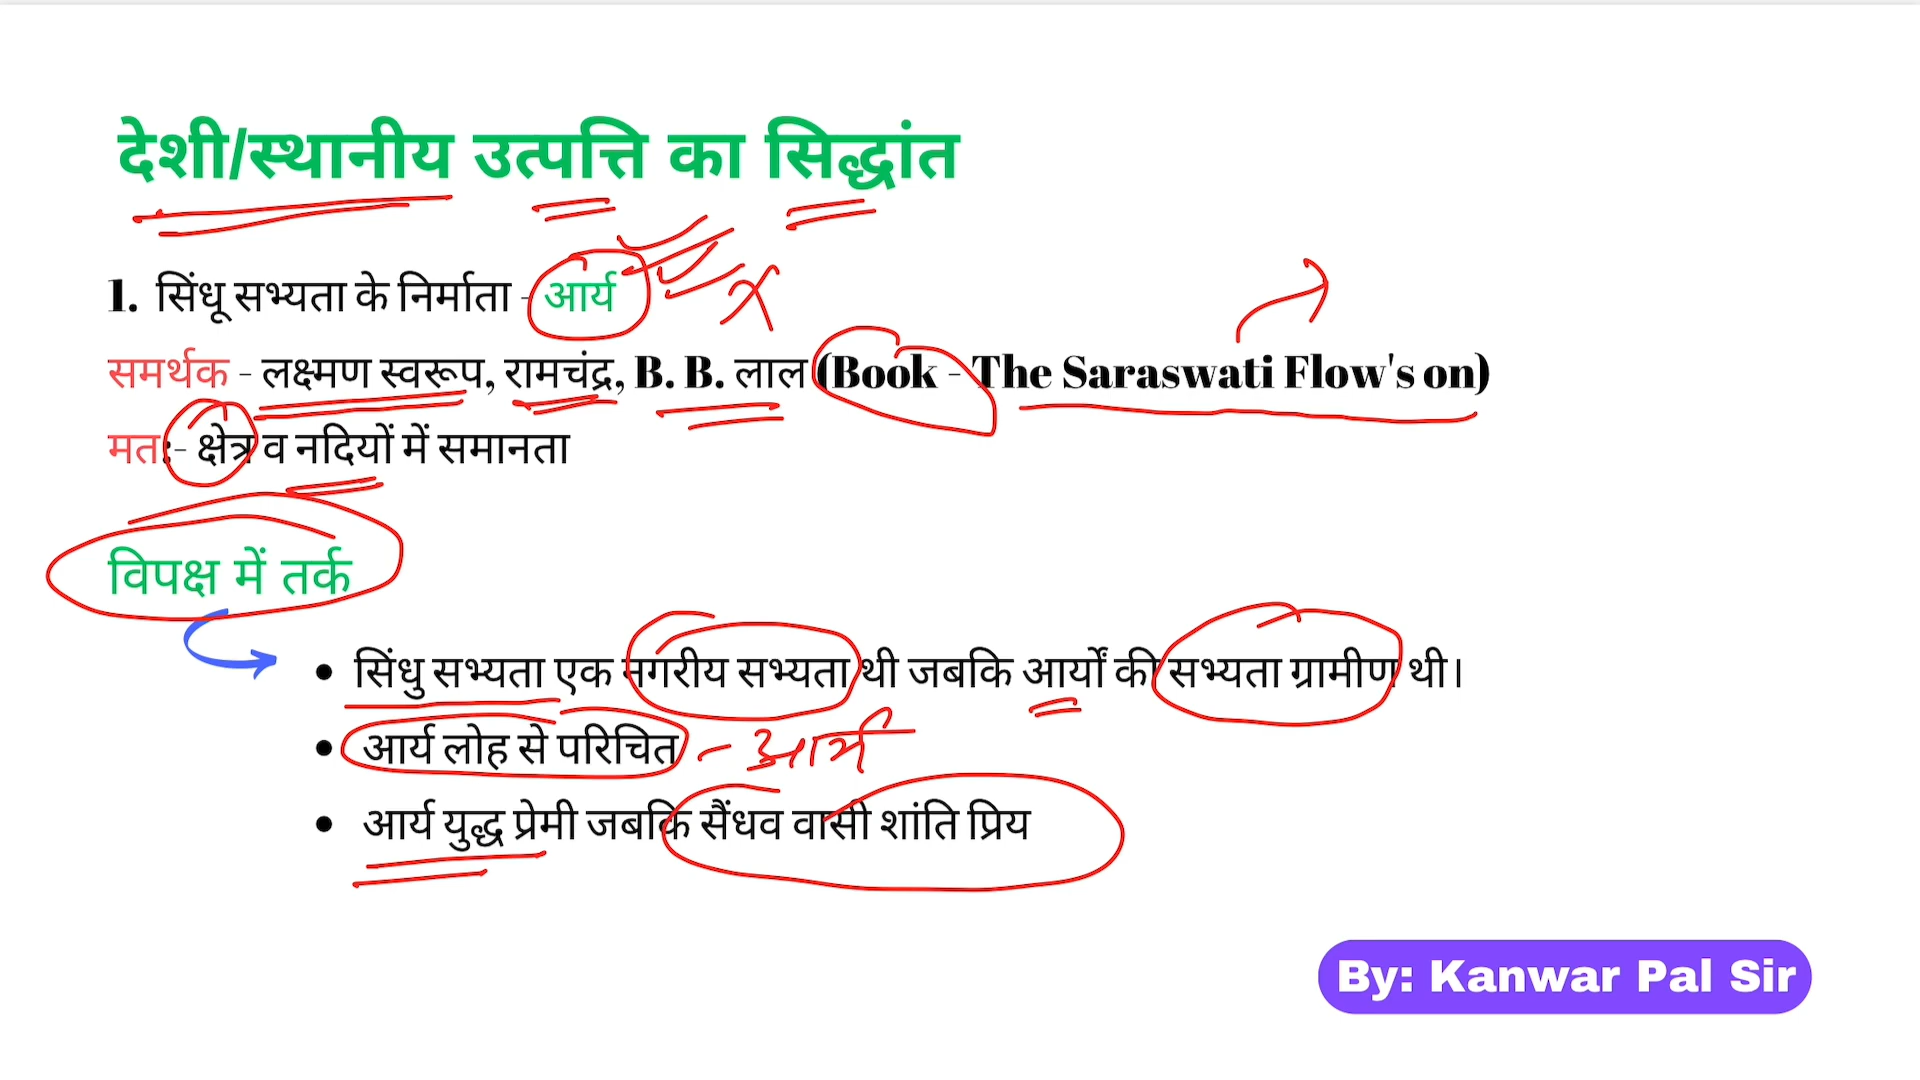 देशी/स्थानीय उत्पत्ति का सिद्धांत
1. सिंधू सभ्यता के निर्माता - आर्य
समर्थक - लक्ष्मण स्वरूप, रामचंद्र, B. B. लाल (Book - The Saraswati Flow's on)
मत:- क्षेत्र व नदियों में समानता
विपक्ष में तर्क
• सिंधु सभ्यता एक नगरीय सभ्यता थी जबकि आर्यों की सभ्यता ग्रामीण थी।
• आर्य लोह से परिचित - आर्य
• आर्य युद्ध प्रेमी जबकि सैंधव वासी शांति प्रिय
By: Kanwar Pal Sir